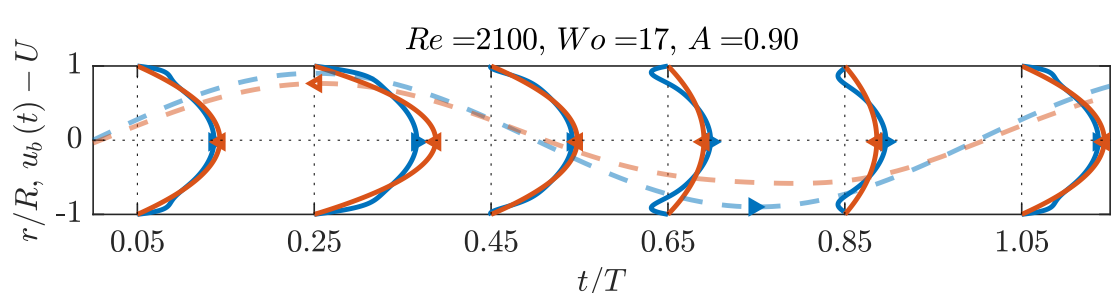 Re =2100, Wo =17, A =0.90
r/R, u_b(t) − U
1
0
-1
0.05 0.25 0.45 0.65 0.85 1.05
t/T